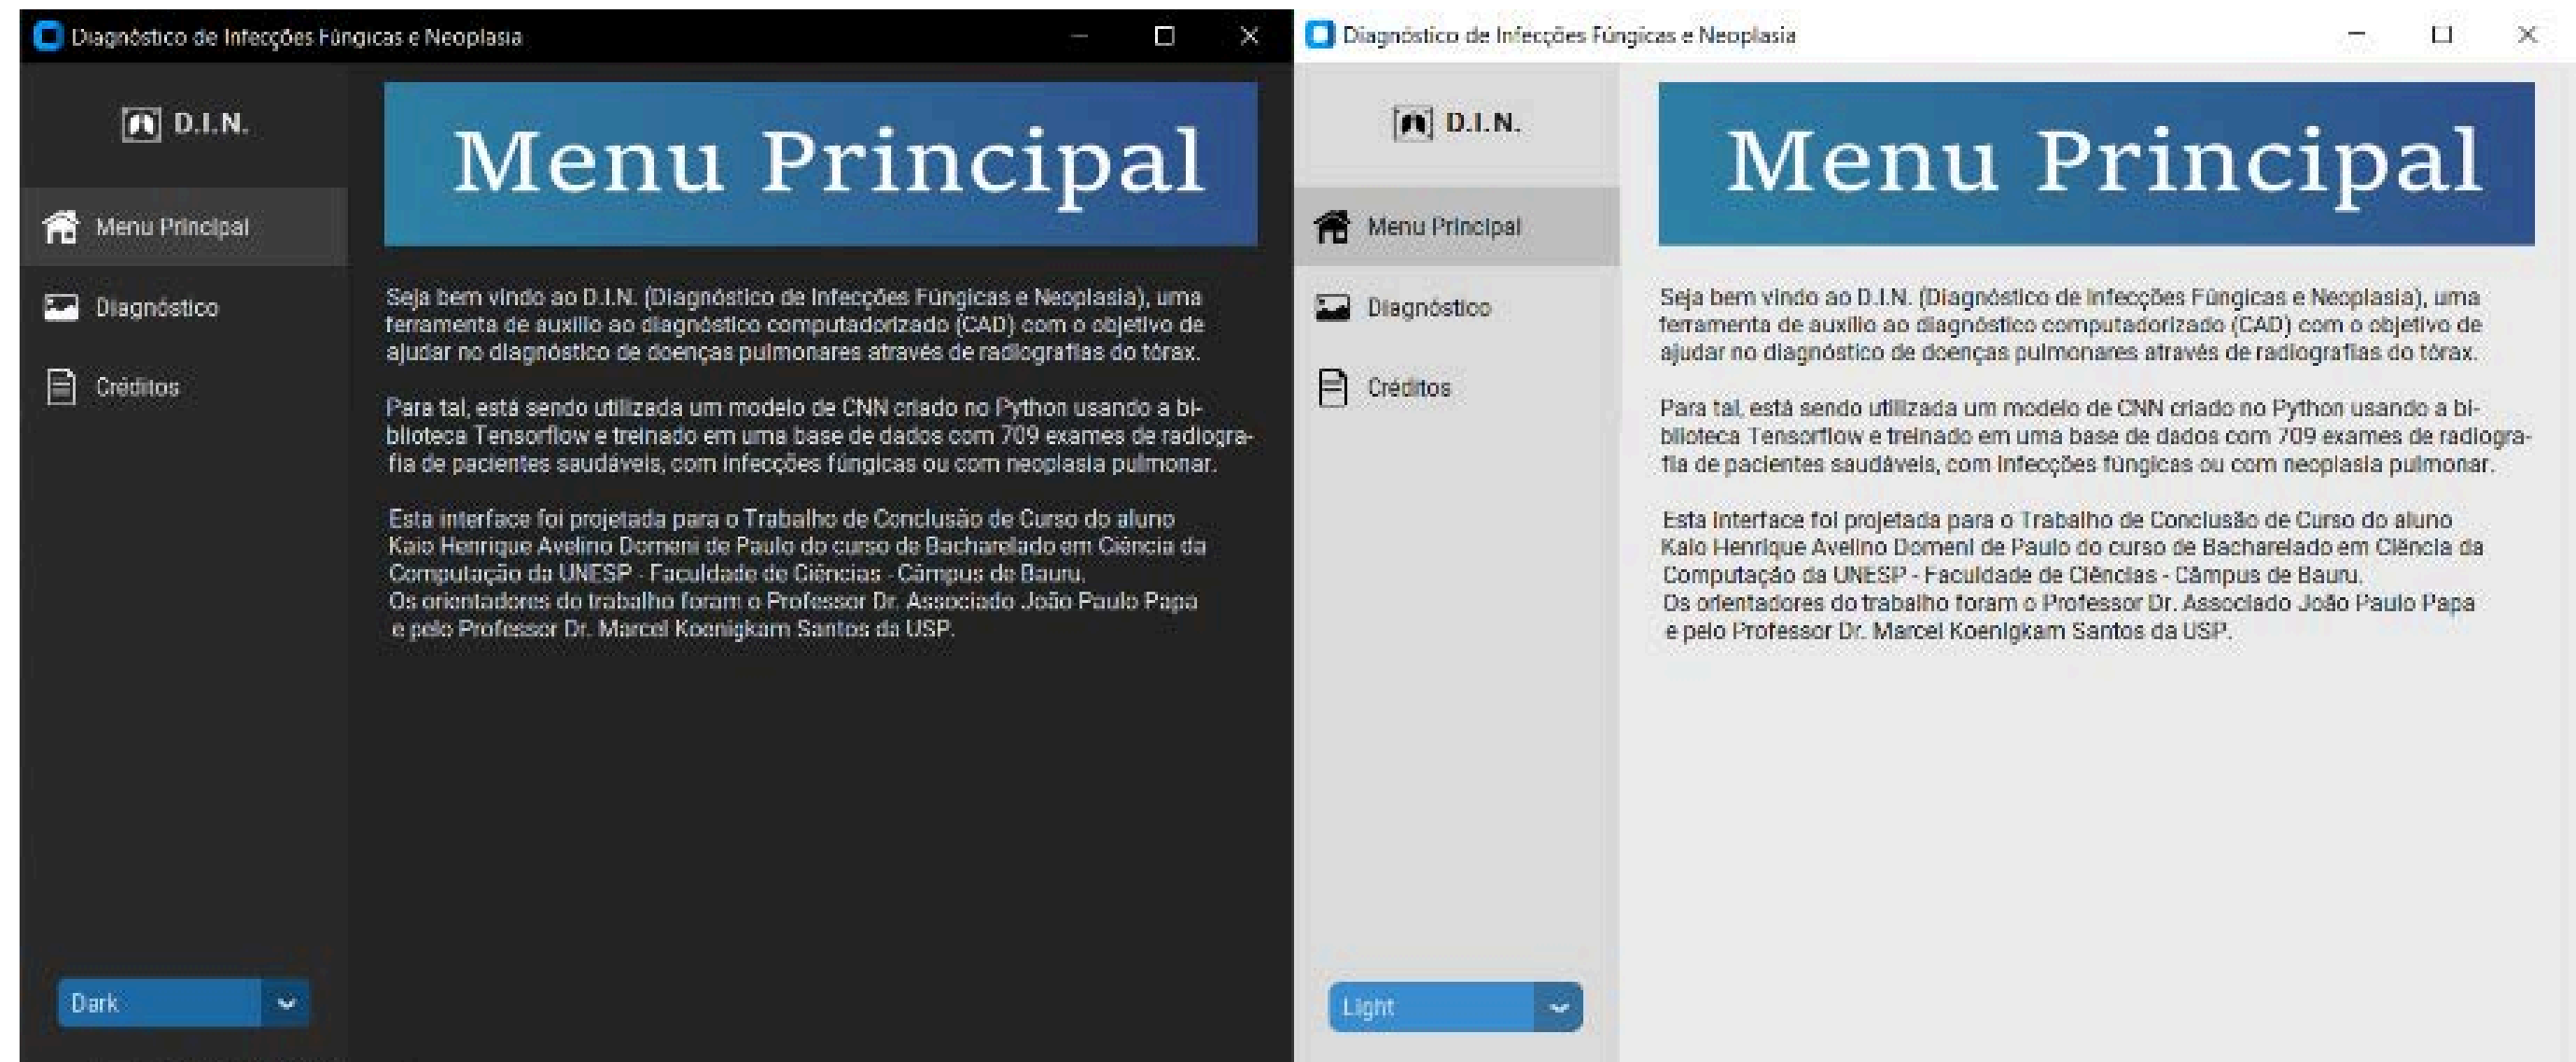 Diagnóstico de Infecções Fúngicas e Neoplasia
D.I.N.
Menu Principal
Diagnóstico
Créditos
Dark
Menu Principal
Seja bem vindo ao D.I.N. (Diagnóstico de Infecções Fúngicas e Neoplasia), uma
ferramenta de auxílio ao diagnóstico computadorizado (CAD) com o objetivo de
ajudar no diagnóstico de doenças pulmonares através de radiografias do tórax.
Para tal, está sendo utilizada um modelo de CNN criado no Python usando a bi-
blioteca Tensorflow e treinado em uma base de dados com 709 exames de radiogra-
fia de pacientes saudáveis, com infecções fúngicas ou com neoplasia pulmonar.
Esta interface foi projetada para o Trabalho de Conclusão de Curso do aluno
Kaio Henrique Avelino Domeni de Paulo do curso de Bacharelado em Ciência da
Computação da UNESP - Faculdade de Ciências - Câmpus de Bauru.
Os orientadores do trabalho foram o Professor Dr. Associado João Paulo Papa
e pelo Professor Dr. Marcel Koenigkam Santos da USP.
Diagnóstico de Infecções Fúngicas e Neoplasia
D.I.N.
Menu Principal
Diagnóstico
Créditos
Light
Menu Principal
Seja bem vindo ao D.I.N. (Diagnóstico de Infecções Fúngicas e Neoplasia), uma
ferramenta de auxílio ao diagnóstico computadorizado (CAD) com o objetivo de
ajudar no diagnóstico de doenças pulmonares através de radiografias do tórax.
Para tal, está sendo utilizada um modelo de CNN criado no Python usando a bi-
blioteca Tensorflow e treinado em uma base de dados com 709 exames de radiogra-
fia de pacientes saudáveis, com infecções fúngicas ou com neoplasia pulmonar.
Esta interface foi projetada para o Trabalho de Conclusão de Curso do aluno
Kaio Henrique Avelino Domeni de Paulo do curso de Bacharelado em Ciência da
Computação da UNESP - Faculdade de Ciências - Câmpus de Bauru.
Os orientadores do trabalho foram o Professor Dr. Associado João Paulo Papa
e pelo Professor Dr. Marcel Koenigkam Santos da USP.